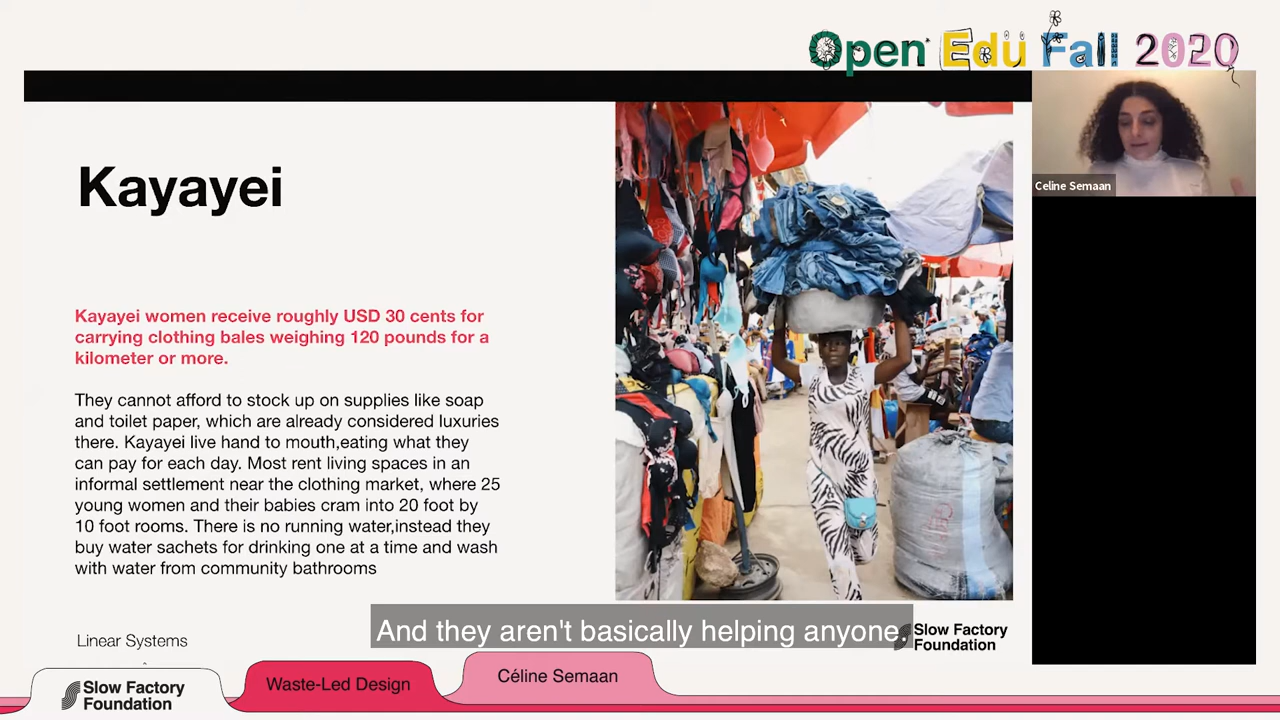 Open Edu Fall 2020
Celine Semaan
Kayayei
Kayayei women receive roughly USD 30 cents for
carrying clothing bales weighing 120 pounds for a
kilometer or more.
They cannot afford to stock up on supplies like soap
and toilet paper, which are already considered luxuries
there. Kayayei live hand to mouth,eating what they
can pay for each day. Most rent living spaces in an
informal settlement near the clothing market, where 25
young women and their babies cram into 20 foot by
10 foot rooms. There is no running water,instead they
buy water sachets for drinking one at a time and wash
with water from community bathrooms
And they aren't basically helping anyone.
Linear Systems
Slow Factory
Foundation
Slow Factory
Foundation
Waste-Led Design
Céline Semaan